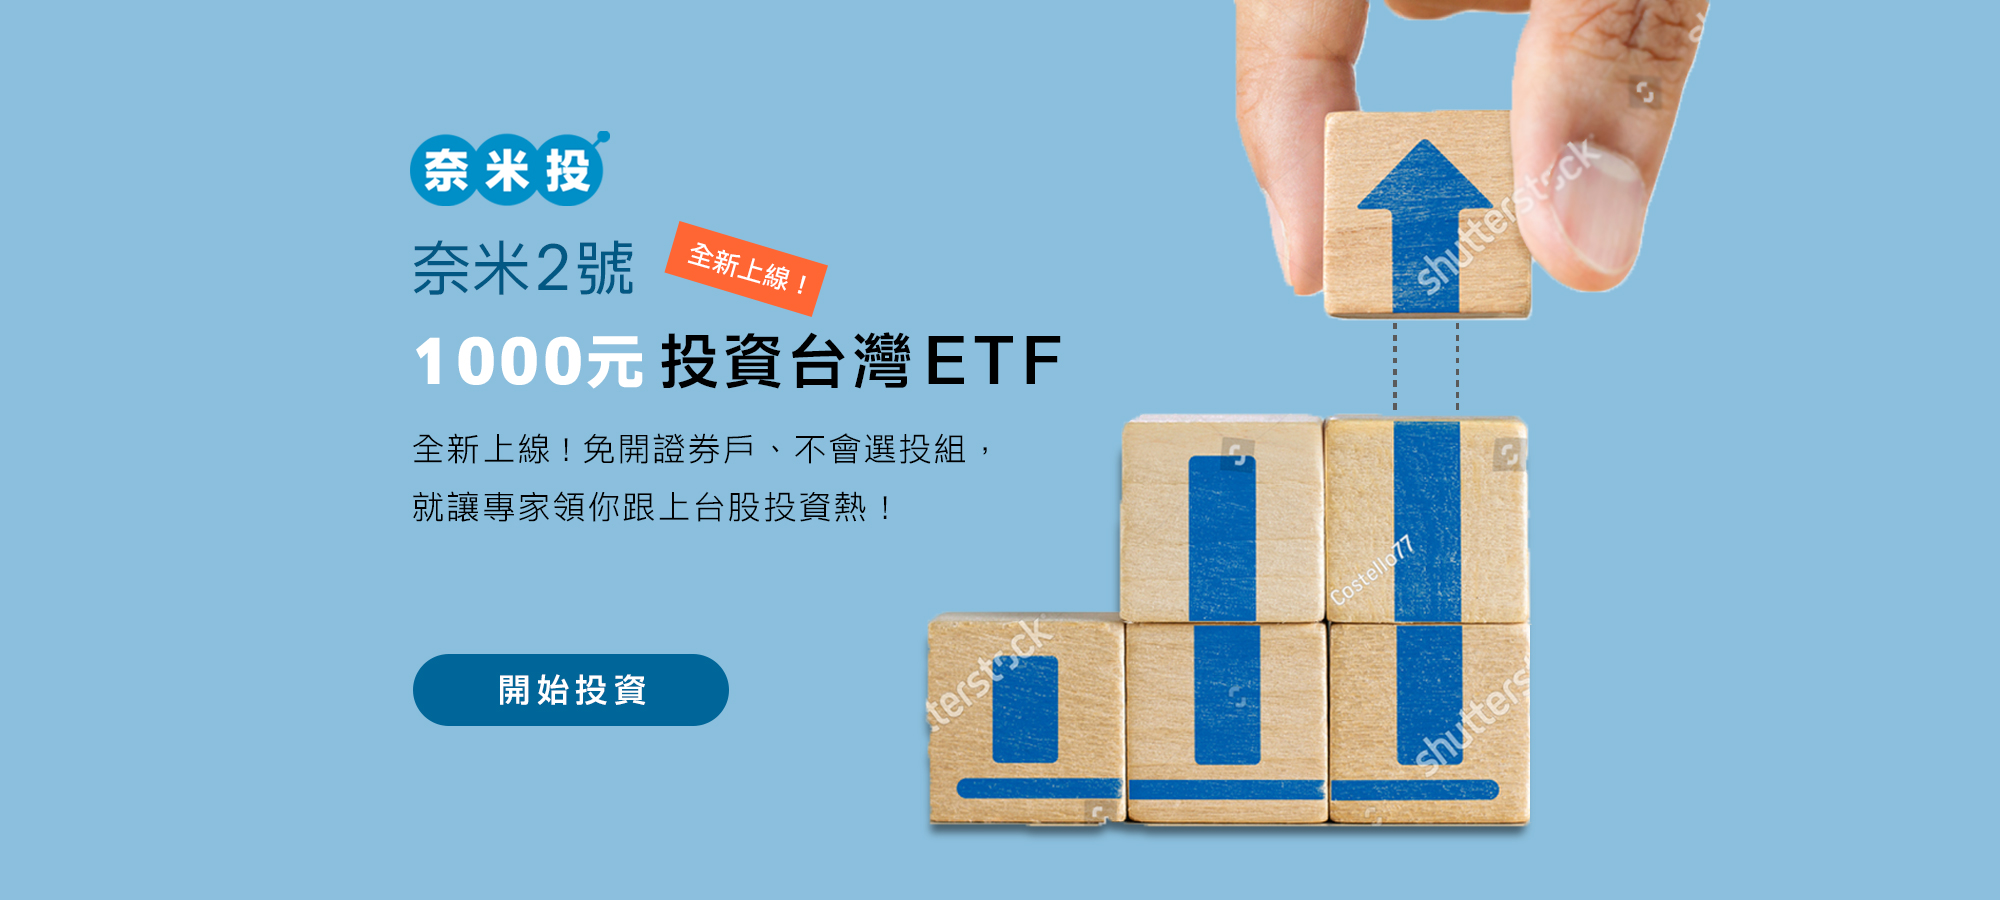 奈米投
奈米2號
全新上線！
1000元 投資台灣ETF
全新上線！免開證券戶、不會選投組，
就讓專家領你跟上台股投資熱！
開始投資
shutterstock
Costello77
terstock
shutters